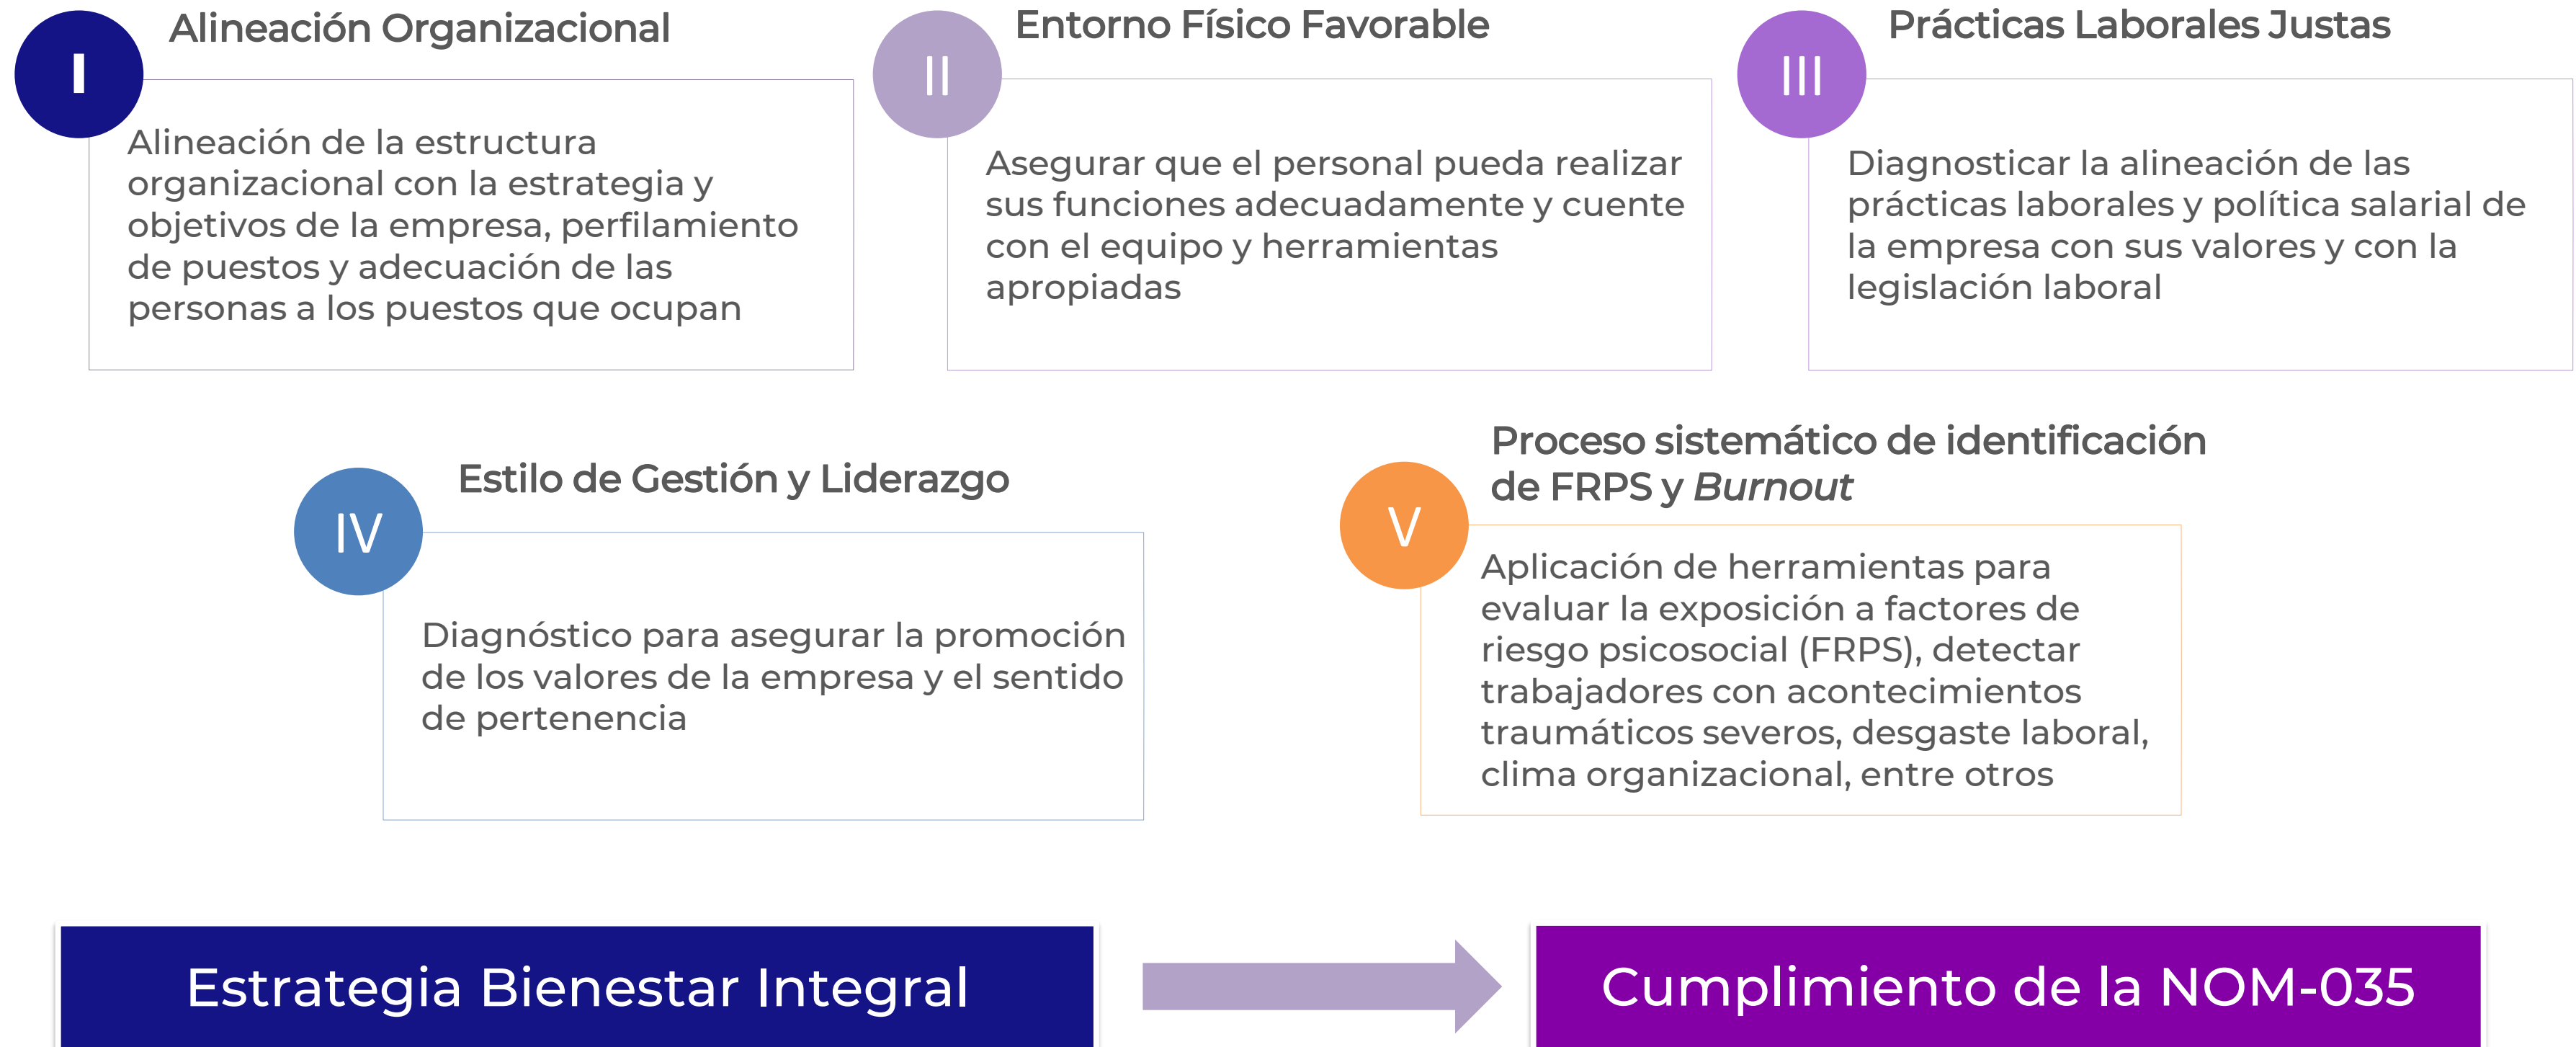 I
Alineación Organizacional
Alineación de la estructura
organizacional con la estrategia y
objetivos de la empresa, perfilamiento
de puestos y adecuación de las
personas a los puestos que ocupan
II
Entorno Físico Favorable
Asegurar que el personal pueda realizar
sus funciones adecuadamente y cuente
con el equipo y herramientas
apropiadas
III
Prácticas Laborales Justas
Diagnosticar la alineación de las
prácticas laborales y política salarial de
la empresa con sus valores y con la
legislación laboral
IV
Estilo de Gestión y Liderazgo
Diagnóstico para asegurar la promoción
de los valores de la empresa y el sentido
de pertenencia
V
Proceso sistemático de identificación
de FRPS y Burnout
Aplicación de herramientas para
evaluar la exposición a factores de
riesgo psicosocial (FRPS), detectar
trabajadores con acontecimientos
traumáticos severos, desgaste laboral,
clima organizacional, entre otros
Estrategia Bienestar Integral
Cumplimiento de la NOM-035